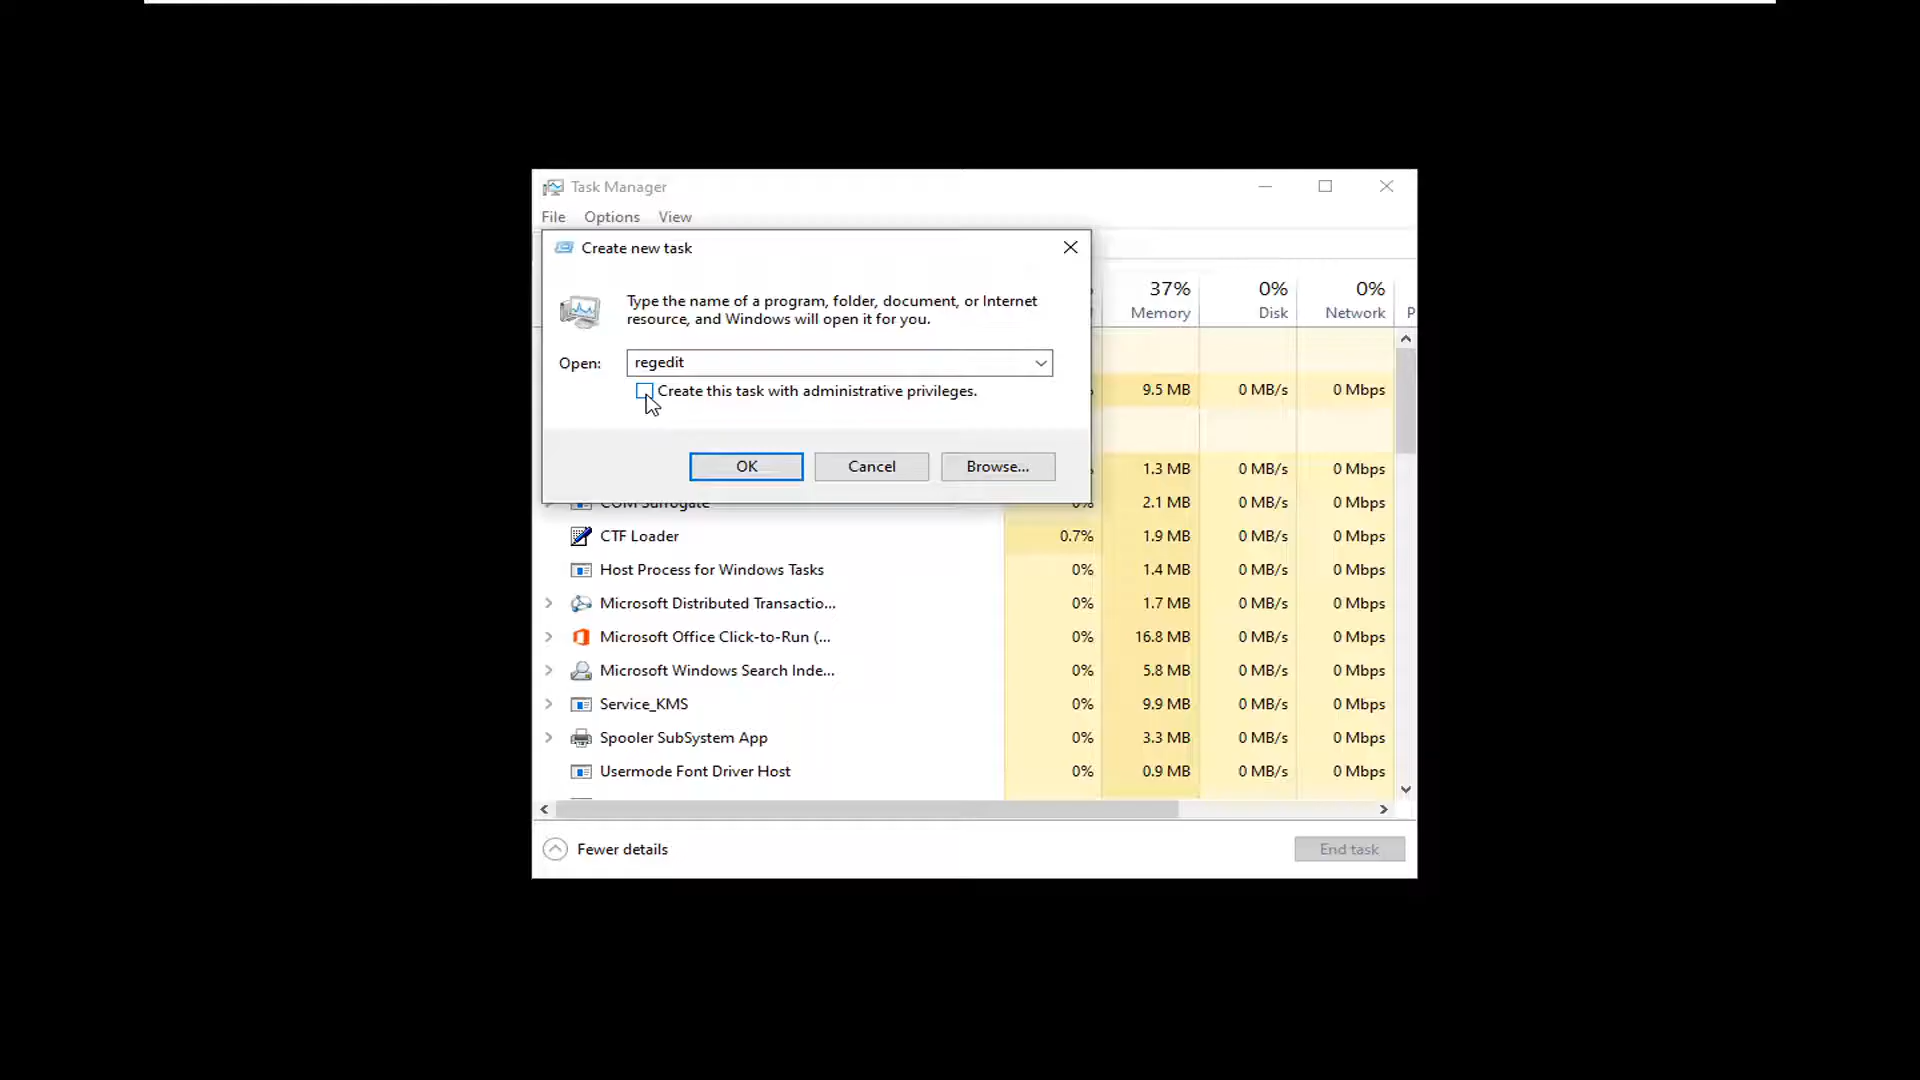 Task Manager
File Options View
Create new task
Type the name of a program, folder, document, or Internet
resource, and Windows will open it for you.
Open: regedit
Create this task with administrative privileges.
OK Cancel Browse...
37% 0% 0%
Memory Disk Network P
9.5 MB 0 MB/s 0 Mbps
1.3 MB 0 MB/s 0 Mbps
COM Surrogate 0% 2.1 MB 0 MB/s 0 Mbps
CTF Loader 0.7% 1.9 MB 0 MB/s 0 Mbps
Host Process for Windows Tasks 0% 1.4 MB 0 MB/s 0 Mbps
Microsoft Distributed Transactio... 0% 1.7 MB 0 MB/s 0 Mbps
Microsoft Office Click-to-Run (... 0% 16.8 MB 0 MB/s 0 Mbps
Microsoft Windows Search Inde... 0% 5.8 MB 0 MB/s 0 Mbps
Service_KMS 0% 9.9 MB 0 MB/s 0 Mbps
Spooler SubSystem App 0% 3.3 MB 0 MB/s 0 Mbps
Usermode Font Driver Host 0% 0.9 MB 0 MB/s 0 Mbps
Fewer details End task